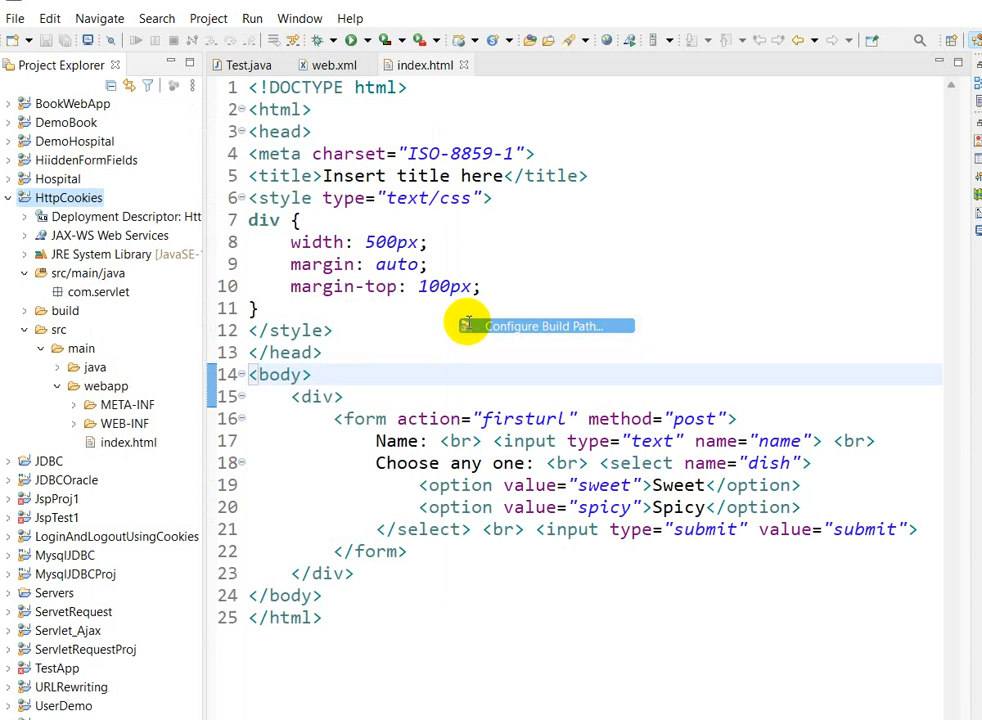 File Edit Navigate Search Project Run Window Help
Project Explorer
Test.java
web.xml
index.html
BookWebApp
DemoBook
DemoHospital
HiiddenFormFields
Hospital
HttpCookies
Deployment Descriptor: Htt
JAX-WS Web Services
JRE System Library [JavaSE-1
src/main/java
com.servlet
build
src
main
java
webapp
META-INF
WEB-INF
index.html
JDBC
JDBCOracle
JspProj1
JspTest1
LoginAndLogoutUsingCookies
MysqlJDBC
MysqlJDBCProj
Servers
ServetRequest
Servlet_Ajax
ServletRequestProj
TestApp
URLRewriting
UserDemo
1 <!DOCTYPE html>
2 <html>
3 <head>
4 <meta charset="ISO-8859-1">
5 <title>Insert title here</title>
6 <style type="text/css">
7 div {
8 width: 500px;
9 margin: auto;
10 margin-top: 100px;
11 }
12 </style>
Configure Build Path...
13 </head>
14 <body>
15 <div>
16 <form action="firsturl" method="post">
17 Name: <br> <input type="text" name="name"> <br>
18 Choose any one: <br> <select name="dish">
19 <option value="sweet">Sweet</option>
20 <option value="spicy">Spicy</option>
21 </select> <br> <input type="submit" value="submit">
22 </form>
23 </div>
24 </body>
25 </html>